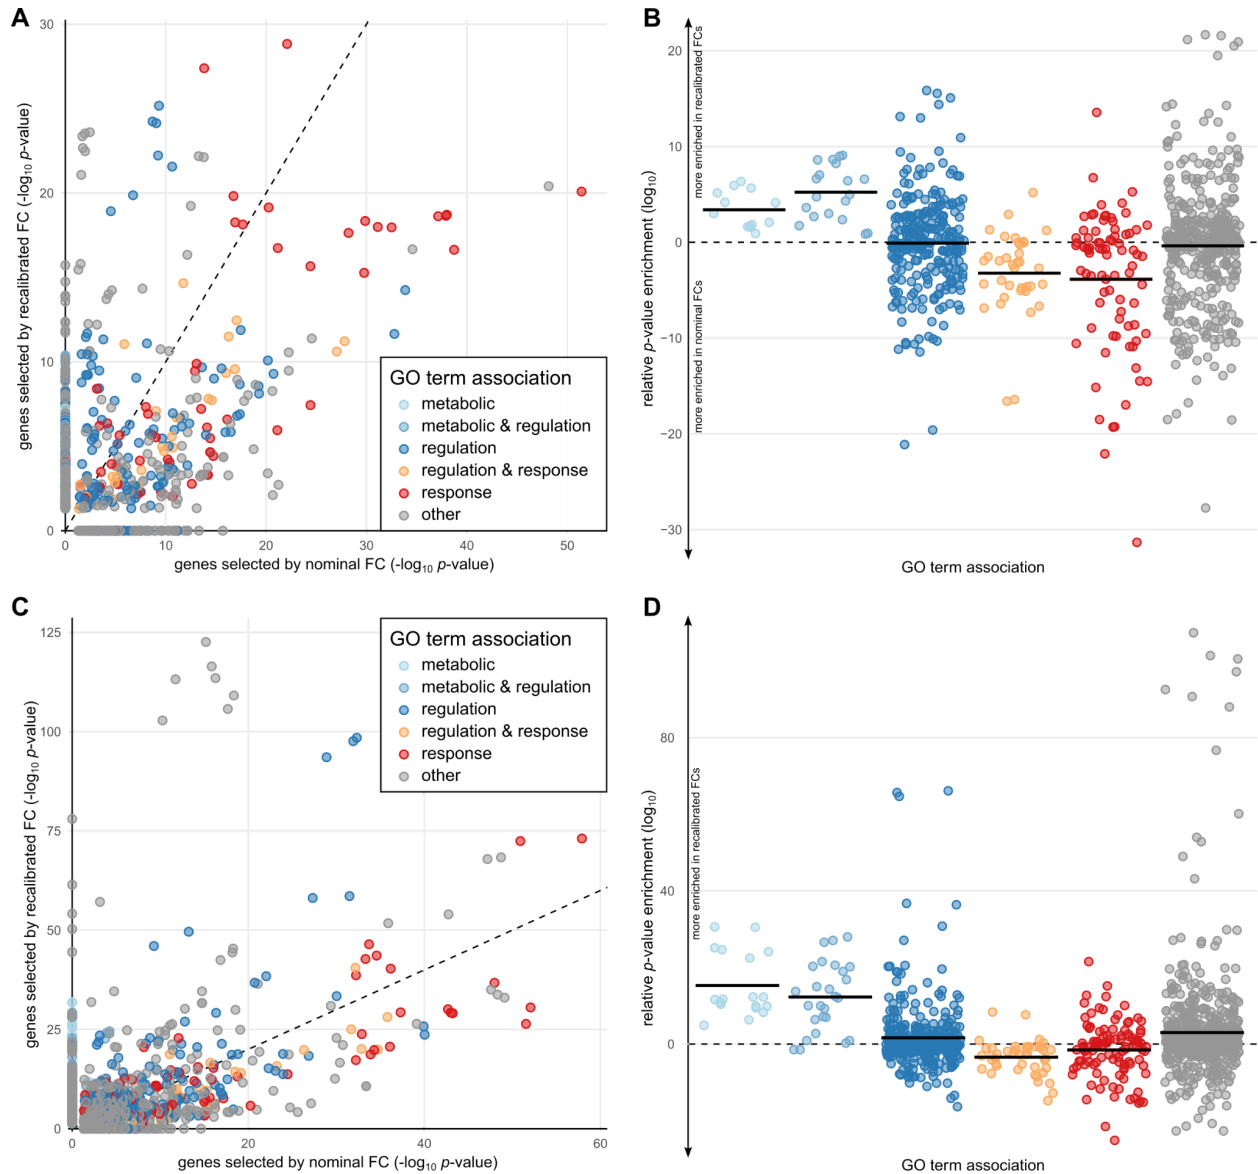 A
30
20
10
0
0
10
20
30
40
50
genes selected by recalibrated FC (-log10 p-value)
genes selected by nominal FC (-log10 p-value)
GO term association
metabolic
metabolic & regulation
regulation
regulation & response
response
other
B
20
10
0
−10
−20
−30
relative p-value enrichment (log10)
more enriched in recalibrated FCs
more enriched in nominal FCs
GO term association
C
125
100
75
50
25
0
0
20
40
60
genes selected by recalibrated FC (-log10 p-value)
genes selected by nominal FC (-log10 p-value)
GO term association
metabolic
metabolic & regulation
regulation
regulation & response
response
other
D
80
40
0
relative p-value enrichment (log10)
more enriched in recalibrated FCs
GO term association